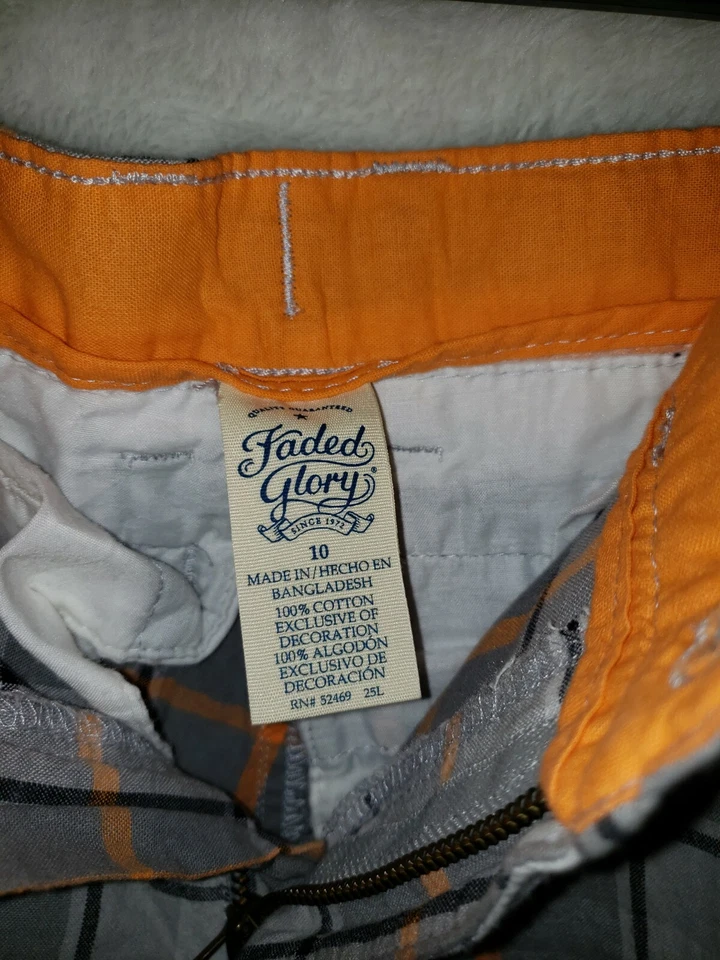 QUALITY GUARANTEED
Faded
Glory®
SINCE 1972
10
MADE IN/HECHO EN
BANGLADESH
100% COTTON
EXCLUSIVE OF
DECORATION
100% ALGODÓN
EXCLUSIVO DE
DECORACIÓN
RN# 52469 25L